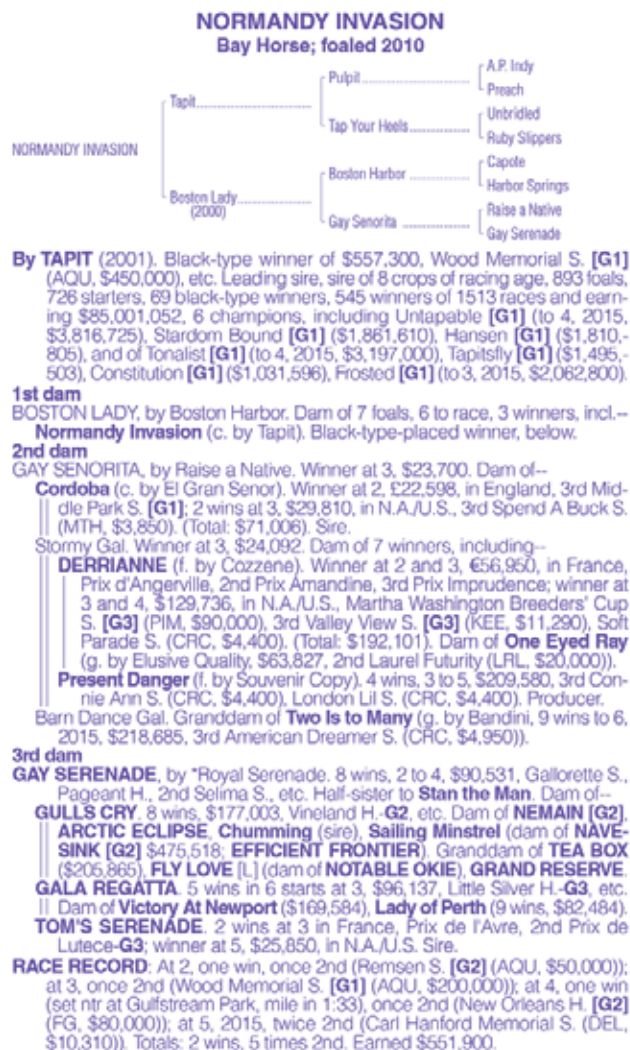 NORMANDY INVASION
Bay Horse; foaled 2010
A.P. Indy
Pulpit
Preach
Tapit
Unbridled
Tap Your Heels
Ruby Slippers
NORMANDY INVASION
Capote
Boston Harbor
Harbor Springs
Boston Lady
(2000)
Raise a Native
Gay Senorita
Gay Serenade
By TAPIT (2001). Black-type winner of $557,300, Wood Memorial S. [G1]
(AQU, $450,000), etc. Leading sire, sire of 8 crops of racing age, 893 foals,
726 starters, 69 black-type winners, 545 winners of 1513 races and earn-
ing $85,001,052, 6 champions, including Untapable [G1] (to 4, 2015,
$3,816,725), Stardom Bound [G1] ($1,861,610), Hansen [G1] ($1,810,-
805), and of Tonalist [G1] (to 4, 2015, $3,197,000), Tapitsfly [G1] ($1,495,-
503), Constitution [G1] ($1,031,596), Frosted [G1] (to 3, 2015, $2,062,800).
1st dam
BOSTON LADY, by Boston Harbor. Dam of 7 foals, 6 to race, 3 winners, incl.--
Normandy Invasion (c. by Tapit). Black-type-placed winner, below.
2nd dam
GAY SENORITA, by Raise a Native. Winner at 3, $23,700. Dam of--
Cordoba (c. by El Gran Senor). Winner at 2, £22,598, in England, 3rd Mid-
dle Park S. [G1]; 2 wins at 3, $29,810, in N.A./U.S., 3rd Spend A Buck S.
(MTH, $3,850). (Total: $71,006). Sire.
Stormy Gal. Winner at 3, $24,092. Dam of 7 winners, including--
DERRIANNE (f. by Cozzene). Winner at 2 and 3, €56,950, in France,
Prix d'Angerville, 2nd Prix Amandine, 3rd Prix Imprudence; winner at
3 and 4, $129,736, in N.A./U.S., Martha Washington Breeders' Cup
S. [G3] (PIM, $90,000), 3rd Valley View S. [G3] (KEE, $11,290), Soft
Parade S. (CRC, $4,400). (Total: $192,101). Dam of One Eyed Ray
(g. by Elusive Quality, $63,827, 2nd Laurel Futurity (LRL, $20,000)).
Present Danger (f. by Souvenir Copy). 4 wins, 3 to 5, $209,580, 3rd Con-
nie Ann S. (CRC, $4,400), London Lil S. (CRC, $4,400). Producer.
Barn Dance Gal. Granddam of Two Is to Many (g. by Bandini, 9 wins to 6,
2015, $218,685, 3rd American Dreamer S. (CRC, $4,950)).
3rd dam
GAY SERENADE, by *Royal Serenade. 8 wins, 2 to 4, $90,531, Gallorette S.,
Pageant H., 2nd Selima S., etc. Half-sister to Stan the Man. Dam of--
GULLS CRY. 8 wins, $177,003, Vineland H.-G2, etc. Dam of NEMAIN [G2],
ARCTIC ECLIPSE, Chumming (sire), Sailing Minstrel (dam of NAVE-
SINK [G2] $475,518; EFFICIENT FRONTIER). Granddam of TEA BOX
($205,865), FLY LOVE [L] (dam of NOTABLE OKIE), GRAND RESERVE.
GALA REGATTA. 5 wins in 6 starts at 3, $96,137, Little Silver H.-G3, etc.
Dam of Victory At Newport ($169,584), Lady of Perth (9 wins, $82,484).
TOM'S SERENADE. 2 wins at 3 in France, Prix de l'Avre, 2nd Prix de
Lutece-G3; winner at 5, $25,850, in N.A./U.S. Sire.
RACE RECORD: At 2, one win, once 2nd (Remsen S. [G2] (AQU, $50,000));
at 3, once 2nd (Wood Memorial S. [G1] (AQU, $200,000)); at 4, one win
(set ntr at Gulfstream Park, mile in 1:33), once 2nd (New Orleans H. [G2]
(FG, $80,000)); at 5, 2015, twice 2nd (Carl Hanford Memorial S. (DEL,
$10,310)). Totals: 2 wins, 5 times 2nd. Earned $551,900.